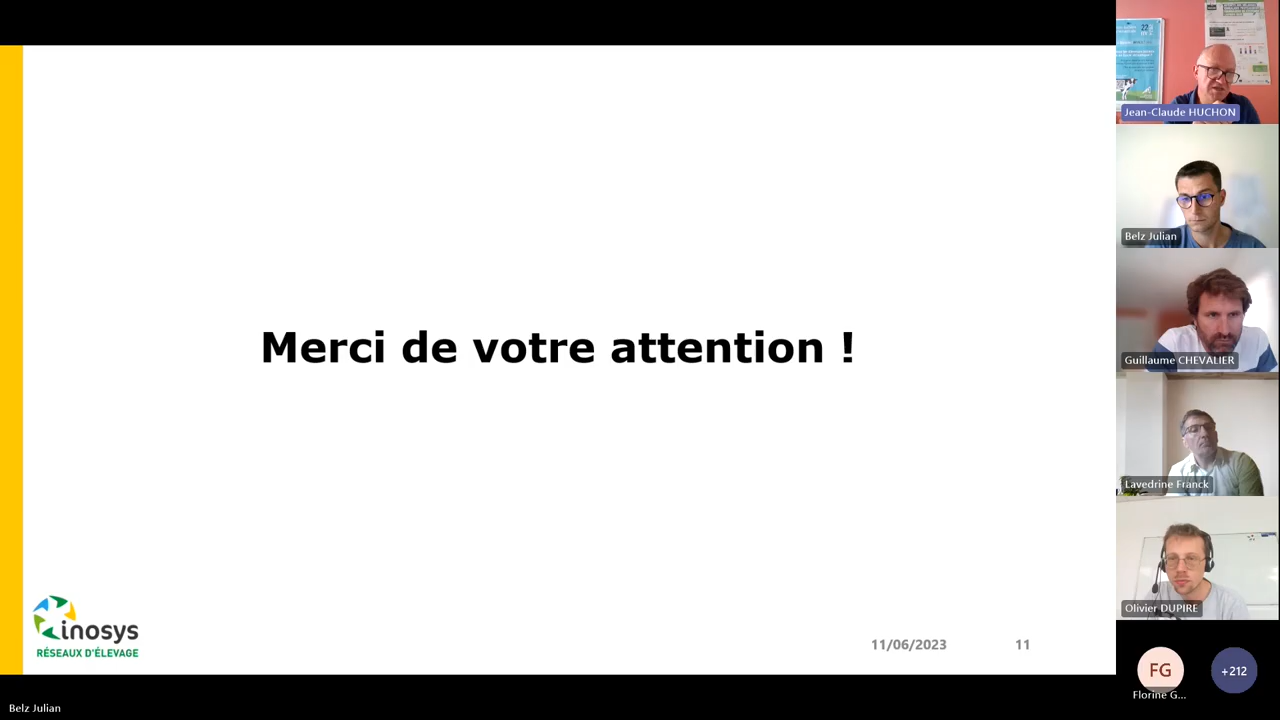 Merci de votre attention !
inosys
RÉSEAUX D'ÉLEVAGE
11/06/2023
11
Belz Julian
22
Jean-Claude HUCHON
Belz Julian
Guillaume CHEVALIER
Lavedrine Franck
Olivier DUPIRE
FG
+212
Florine G...